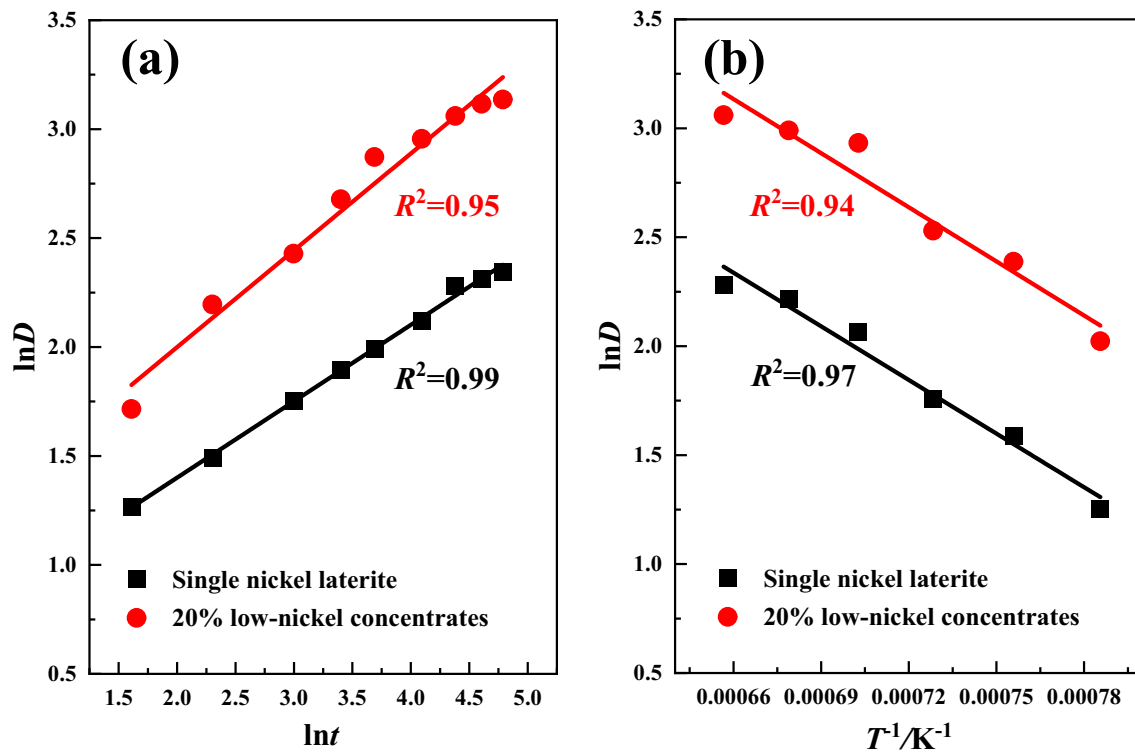 (a)
3.5
3.0
2.5
2.0
1.5
1.0
0.5
lnD
R²=0.95
R²=0.99
Single nickel laterite
20% low-nickel concentrates
1.5 2.0 2.5 3.0 3.5 4.0 4.5 5.0
lnt
(b)
3.5
3.0
2.5
2.0
1.5
1.0
0.5
lnD
R²=0.94
R²=0.97
Single nickel laterite
20% low-nickel concentrates
0.00066 0.00069 0.00072 0.00075 0.00078
T⁻¹/K⁻¹